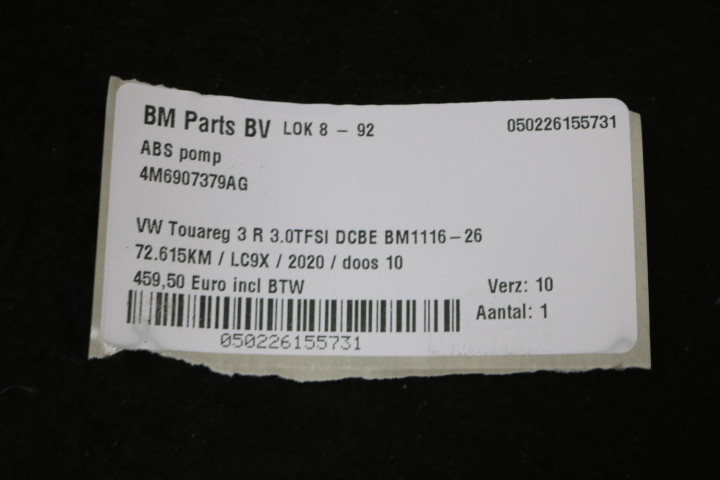 BM Parts BV LOK 8 - 92 050226155731
ABS pomp
4M6907379AG
VW Touareg 3 R 3.0TFSI DCBE BM1116-26
72.615KM / LC9X / 2020 / doos 10
459,50 Euro incl BTW Verz: 10
Aantal: 1
050226155731